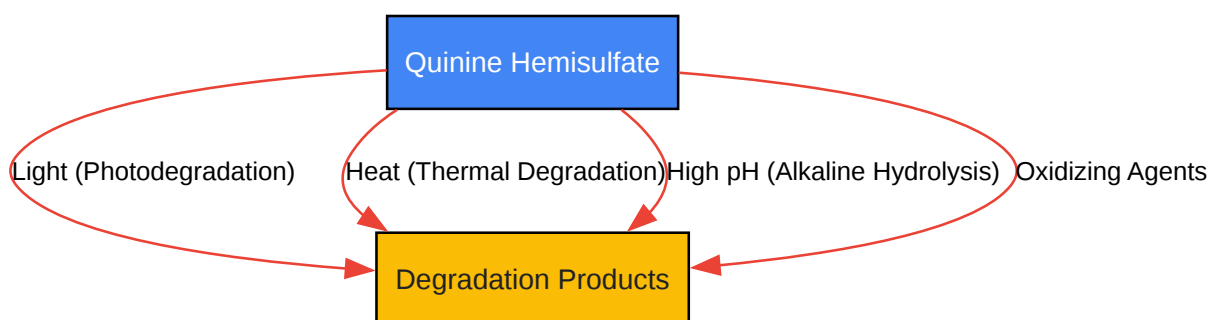 Quinine Hemisulfate
Light (Photodegradation)
Heat (Thermal Degradation)
High pH (Alkaline Hydrolysis)
Oxidizing Agents
Degradation Products